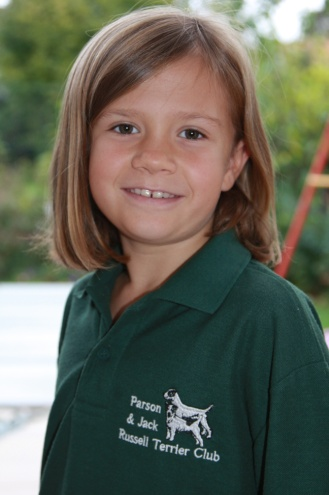 Parson
& Jack
Russell Terrier Club